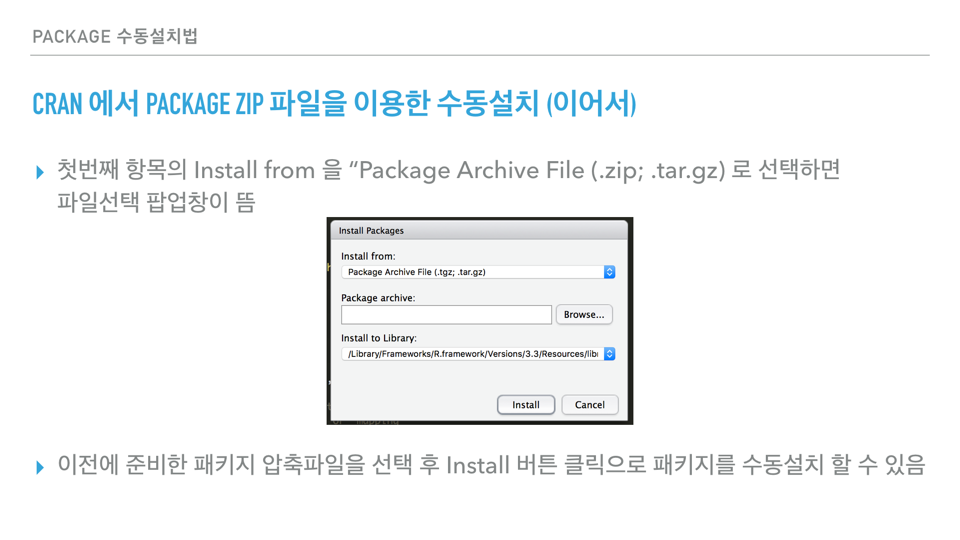 PACKAGE 수동설치법
CRAN 에서 PACKAGE ZIP 파일을 이용한 수동설치 (이어서)
▸ 첫번째 항목의 Install from 을 “Package Archive File (.zip; .tar.gz) 로 선택하면
파일선택 팝업창이 뜸
Install Packages
Install from:
Package Archive File (.tgz; .tar.gz)
Package archive:
Browse...
Install to Library:
/Library/Frameworks/R.framework/Versions/3.3/Resources/libr
Install Cancel
▸ 이전에 준비한 패키지 압축파일을 선택 후 Install 버튼 클릭으로 패키지를 수동설치 할 수 있음